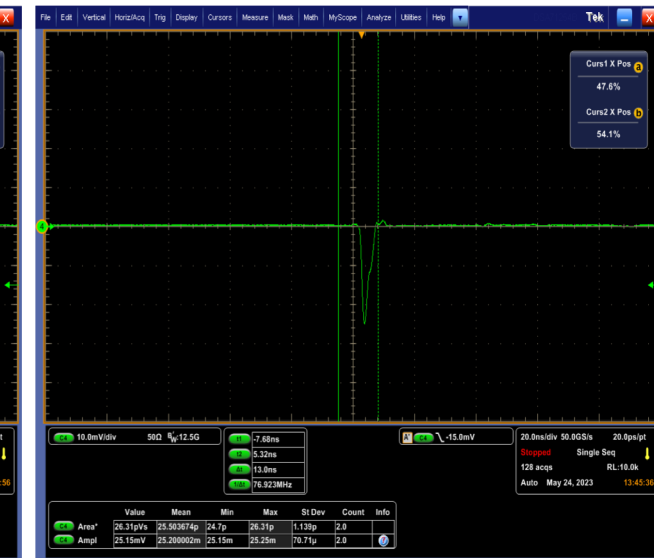 X File Edit Vertical Horiz/Acq Trig Display Cursors Measure Mask Math MyScope Analyze Utilities Help Tek X
Curs1 X Pos a
47.6%
Curs2 X Pos b
54.1%
4
t
:56
C4 10.0mV/div 50Ω BW:12.5G
t1 -7.68ns
t2 5.32ns
Δt 13.0ns
1/Δt 76.923MHz
A' C4 -15.0mV
20.0ns/div 50.0GS/s 20.0ps/pt
Stopped Single Seq
128 acqs RL:10.0k
Auto May 24, 2023 13:45:36
Value Mean Min Max St Dev Count Info
C4 Area* 26.31pVs 25.503674p 24.7p 26.31p 1.139p 2.0
C4 Ampl 25.15mV 25.200002m 25.15m 25.25m 70.71µ 2.0